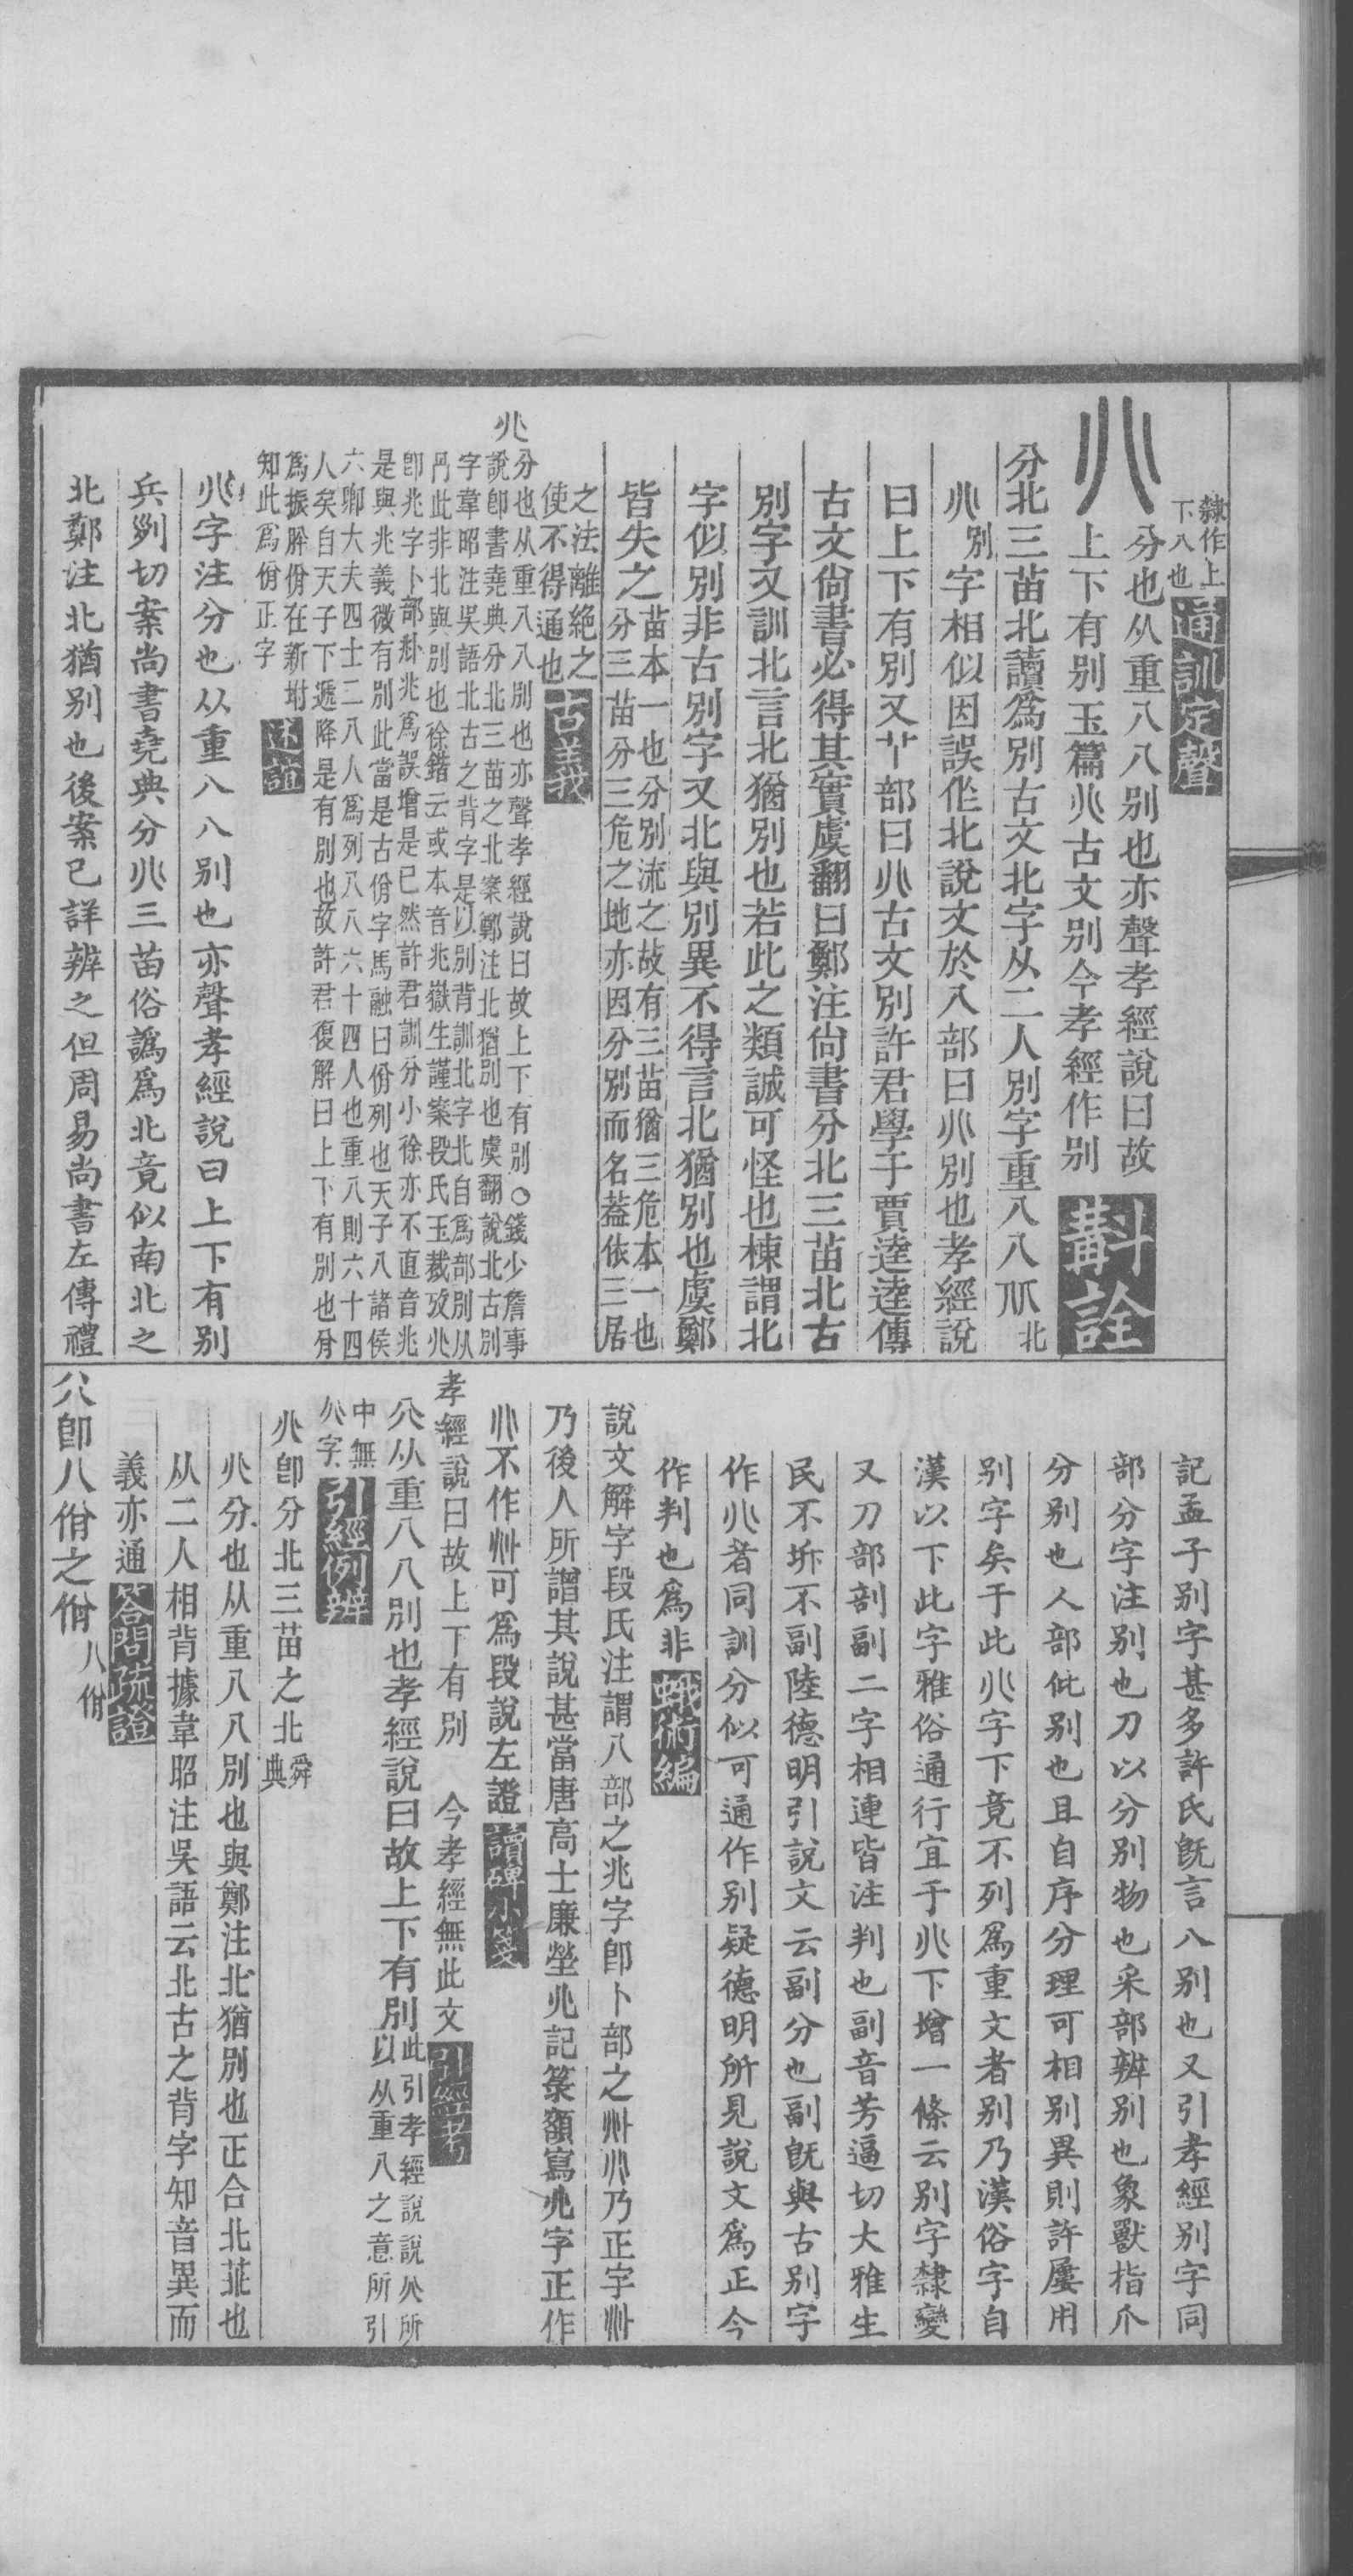 隸作上
下八也
通訓定聲
𠔁
分也从重八八別也亦聲孝經說曰故
上下有別玉篇𠔁古文別今孝經作別
斠詮
分北三苗北讀爲別古文北字从二人別字重八八𠔁北
𠔁別字相似因誤作北說文於八部曰𠔁別也孝經說
曰上下有別又𠁥部曰𠔁古文別許君學于賈逵逵傳
古文尙書必得其實虞翻曰鄭注尙書分北三苗北古
別字又訓北言北猶別也若此之類誠可怪也棟謂北
字似別非古別字又北與別異不得言北猶別也虞鄭
皆失之
苗本一也分別流之故有三苗猶三危本一也
分三苗分三危之地亦因分別而名葢依三居
之法離絕之
使不得通也
古義
𠔁
分也从重八八別也亦聲孝經說曰故上下有別○錢少詹事
說卽書堯典分北三苗之北案鄭注北猶別也虞翻說北古別
字韋昭注吳語北古之背字是以別背訓北字北自爲部別从
冎此非北與別也徐鍇云或本音兆嶽生謹案段氏玉裁攷𠔁
卽兆字卜部𠧞兆爲誤增是已然許君訓分小徐亦不直音兆
是與兆義微有別此當是古佾字馬融曰佾列也天子八諸侯
六卿大夫四士二八人爲列八八六十四人也重八則六十四
人矣自天子下遞降是有別也故許君復解曰上下有別也𠈌
爲振肸佾在新坿
知此爲佾正字
述誼
𠔁字注分也从重八八別也亦聲孝經說曰上下有別
兵列切案尚書堯典分𠔁三苗俗譌爲北竟似南北之
北鄭注北猶別也後案已詳辨之但周易尚書左傳禮
記孟子別字甚多許氏旣言八別也又引孝經別字同
部分字注別也刀以分別物也釆部辨別也象獸指爪
分別也人部仳別也且自序分理可相別異則許屢用
別字矣于此𠔁字下竟不列爲重文者別乃漢俗字自
漢以下此字雅俗通行宜于𠔁下增一條云別字隸變
又刀部剖副二字相連皆注判也副音芳逼切大雅生
民不坼不副陸德明引說文云副分也副旣與古別字
作𠔁者同訓分似可通作別疑德明所見說文爲正今
作判也爲非
蛾術編
說文解字段氏注謂八部之兆字卽卜部之𠧞𠔁乃正字𠧞
乃後人所譄其說甚當唐高士廉塋兆記篆額寫兆字正作
𠔁不作𠧞可爲段說左證
讀碑小箋
孝經說曰故上下有別　今孝經無此文
引經考
𠔁从重八八別也孝經說曰故上下有別
此引孝經說說𠔁所
以从重八之意所引
中無
𠔁字
引經例辨
𠔁卽分北三苗之北
舜
典
𠔁分也从重八八別也與鄭注北猶別也正合北菲也
从二人相背據韋昭注吳語云北古之背字知音異而
義亦通
答問疏證
𠔁卽八佾之佾
八佾